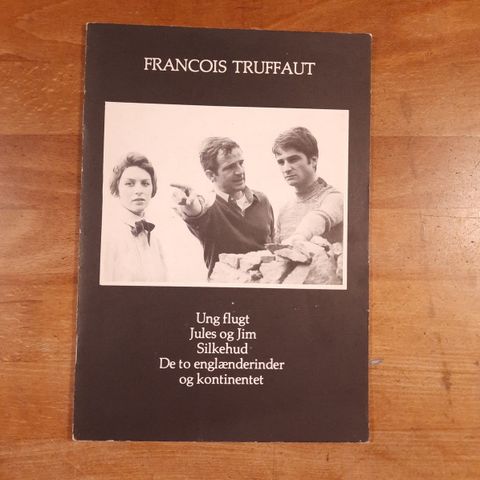 FRANCOIS TRUFFAUT
Ung flugt
Jules og Jim
Silkehud
De to englænderinder
og kontinentet